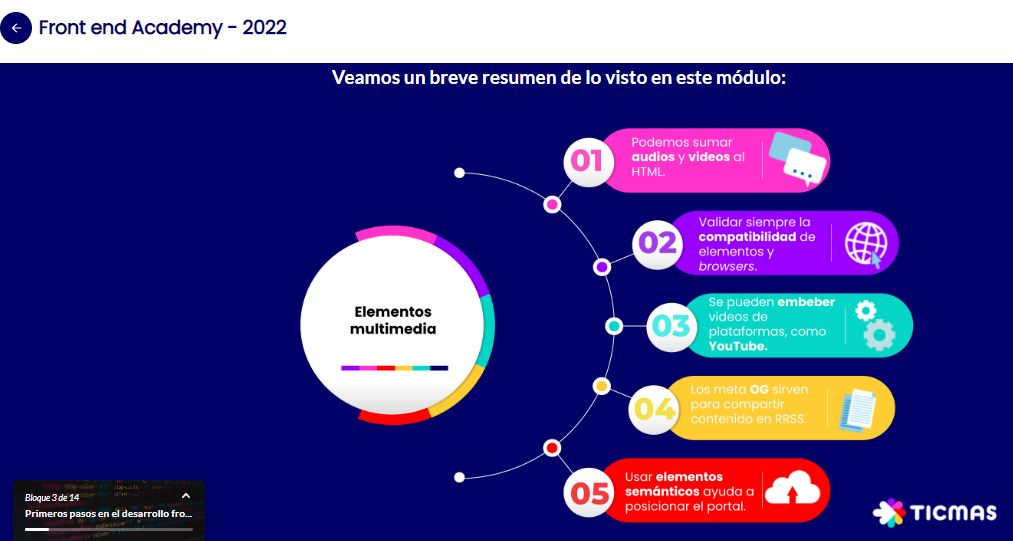 Front end Academy - 2022
Veamos un breve resumen de lo visto en este módulo:
Elementos
multimedia
01
Podemos sumar
audios y videos al
HTML.
02
Validar siempre la
compatibilidad de
elementos y
browsers.
03
Se pueden embeber
videos de
plataformas, como
YouTube.
04
Los meta OG sirven
para compartir
contenido en RRSS.
05
Usar elementos
semánticos ayuda a
posicionar el portal.
Bloque 3 de 14
Primeros pasos en el desarrollo fro...
TICMAS